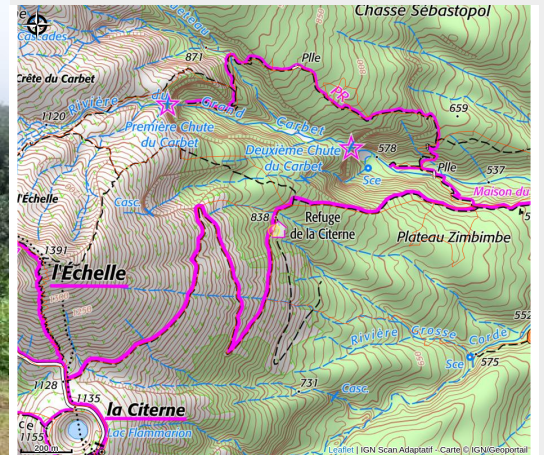 Chasse Sébastopol
Cascades
871
Plle
Crête du Carbet
Rivière du Grand Carbet
PR
659
1120
Première Chute
du Carbet
Deuxième Chute
du Carbet
578
Plle
537
Sce
l'Échelle
Maison du
Casc.
838
Refuge
de la Citerne
Plateau Zimbimbe
1391
l'Echelle
552
Rivière Grosse Corde
Sce
575
1128
731
Casc.
1135
la Citerne
1155
Lac Flammarion
200 m
Leaflet | IGN Scan Adaptatif - Carte © IGN/Geoportail